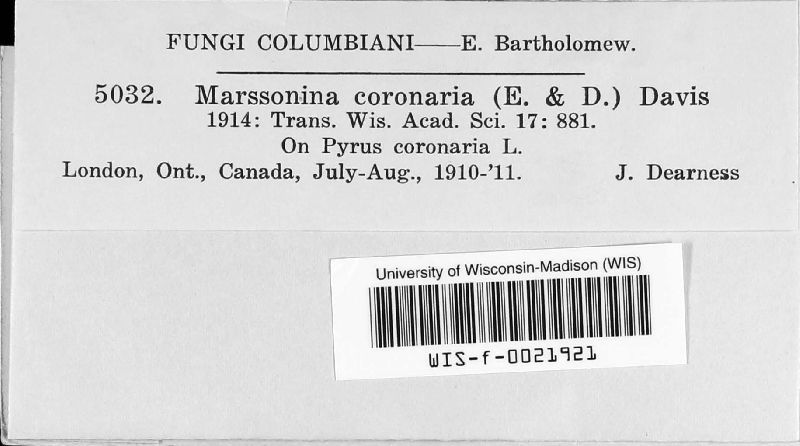 FUNGI COLUMBIANI——E. Bartholomew.
5032. Marssonina coronaria (E. & D.) Davis
1914: Trans. Wis. Acad. Sci. 17: 881.
On Pyrus coronaria L.
London, Ont., Canada, July-Aug., 1910-'11. J. Dearness
University of Wisconsin-Madison (WIS)
WIS-f-0021921